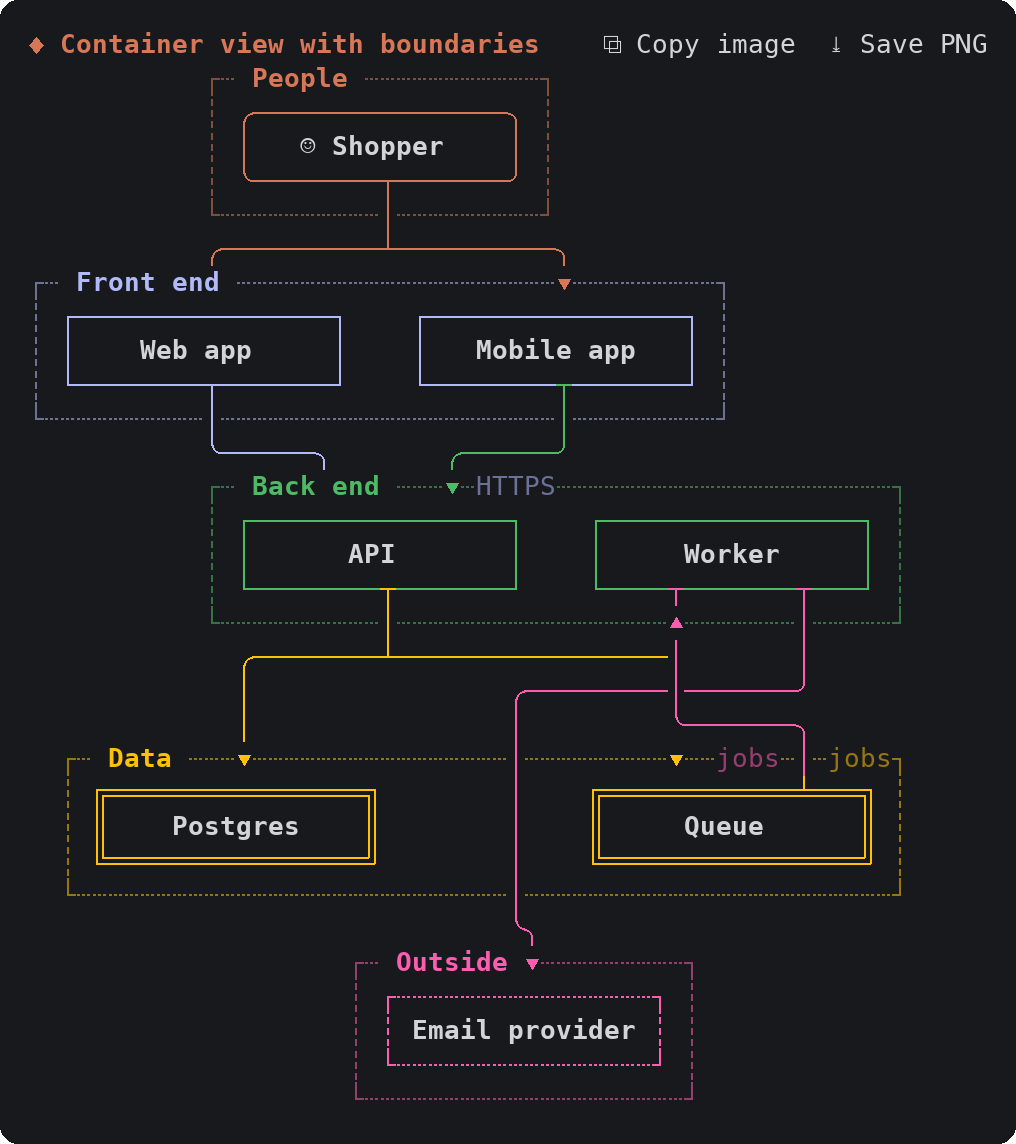 ♦ Container view with boundaries
⧉ Copy image
⤓ Save PNG
People
☺ Shopper
Front end
Web app
Mobile app
Back end
HTTPS
API
Worker
Data
jobs
jobs
Postgres
Queue
Outside
Email provider